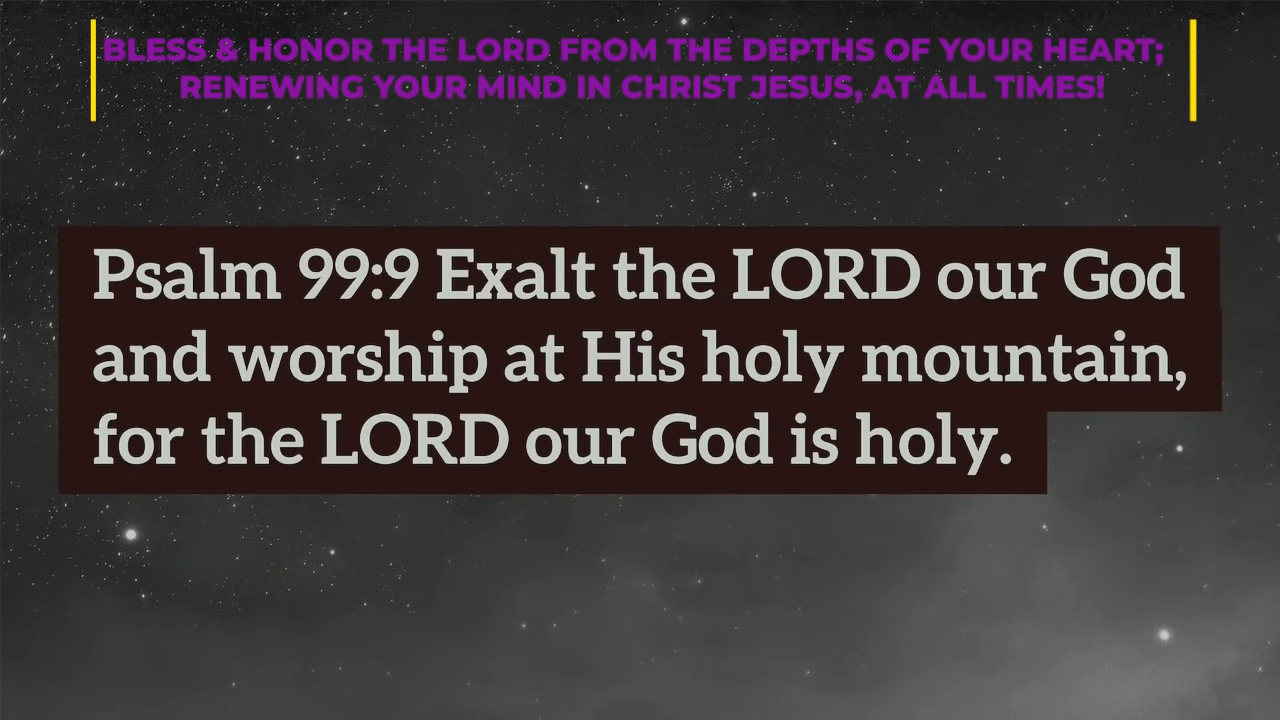 BLESS & HONOR THE LORD FROM THE DEPTHS OF YOUR HEART;
RENEWING YOUR MIND IN CHRIST JESUS, AT ALL TIMES!
Psalm 99:9 Exalt the LORD our God
and worship at His holy mountain,
for the LORD our God is holy.